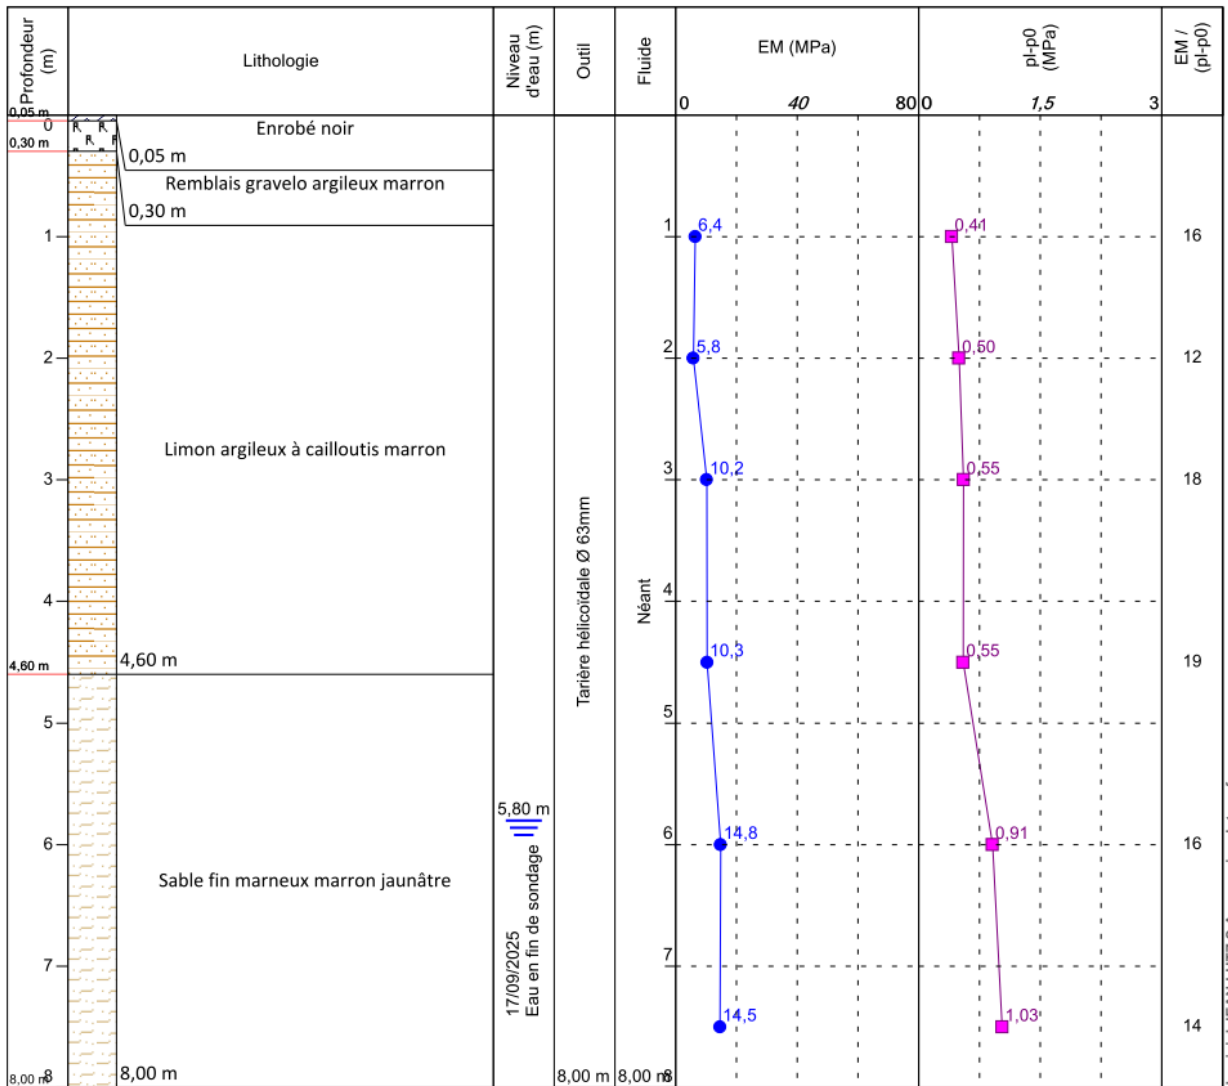 Profondeur (m)
Lithologie
Niveau d'eau (m)
Outil
Fluide
EM (MPa)
pl-p0 (MPa)
EM / (pl-p0)
0 40 80 0 1,5 3
0,05 m
0
0,30 m
Enrobé noir
0,05 m
Remblais gravelo argileux marron
0,30 m
1 1 6,4 0,41 16
2 2 5,8 0,50 12
Limon argileux à cailloutis marron
3 3 10,2 0,55 18
Tarière hélicoïdale Ø 63mm
Néant
4 4
4,60 m 4,60 m
10,3 0,55 19
5 5
5,80 m
6 6 14,8 0,91 16
Sable fin marneux marron jaunâtre
17/09/2025
Eau en fin de sondage
7 7
14,5 1,03 14
8,00 m 8 8,00 m 8,00 m 8,00 m 8